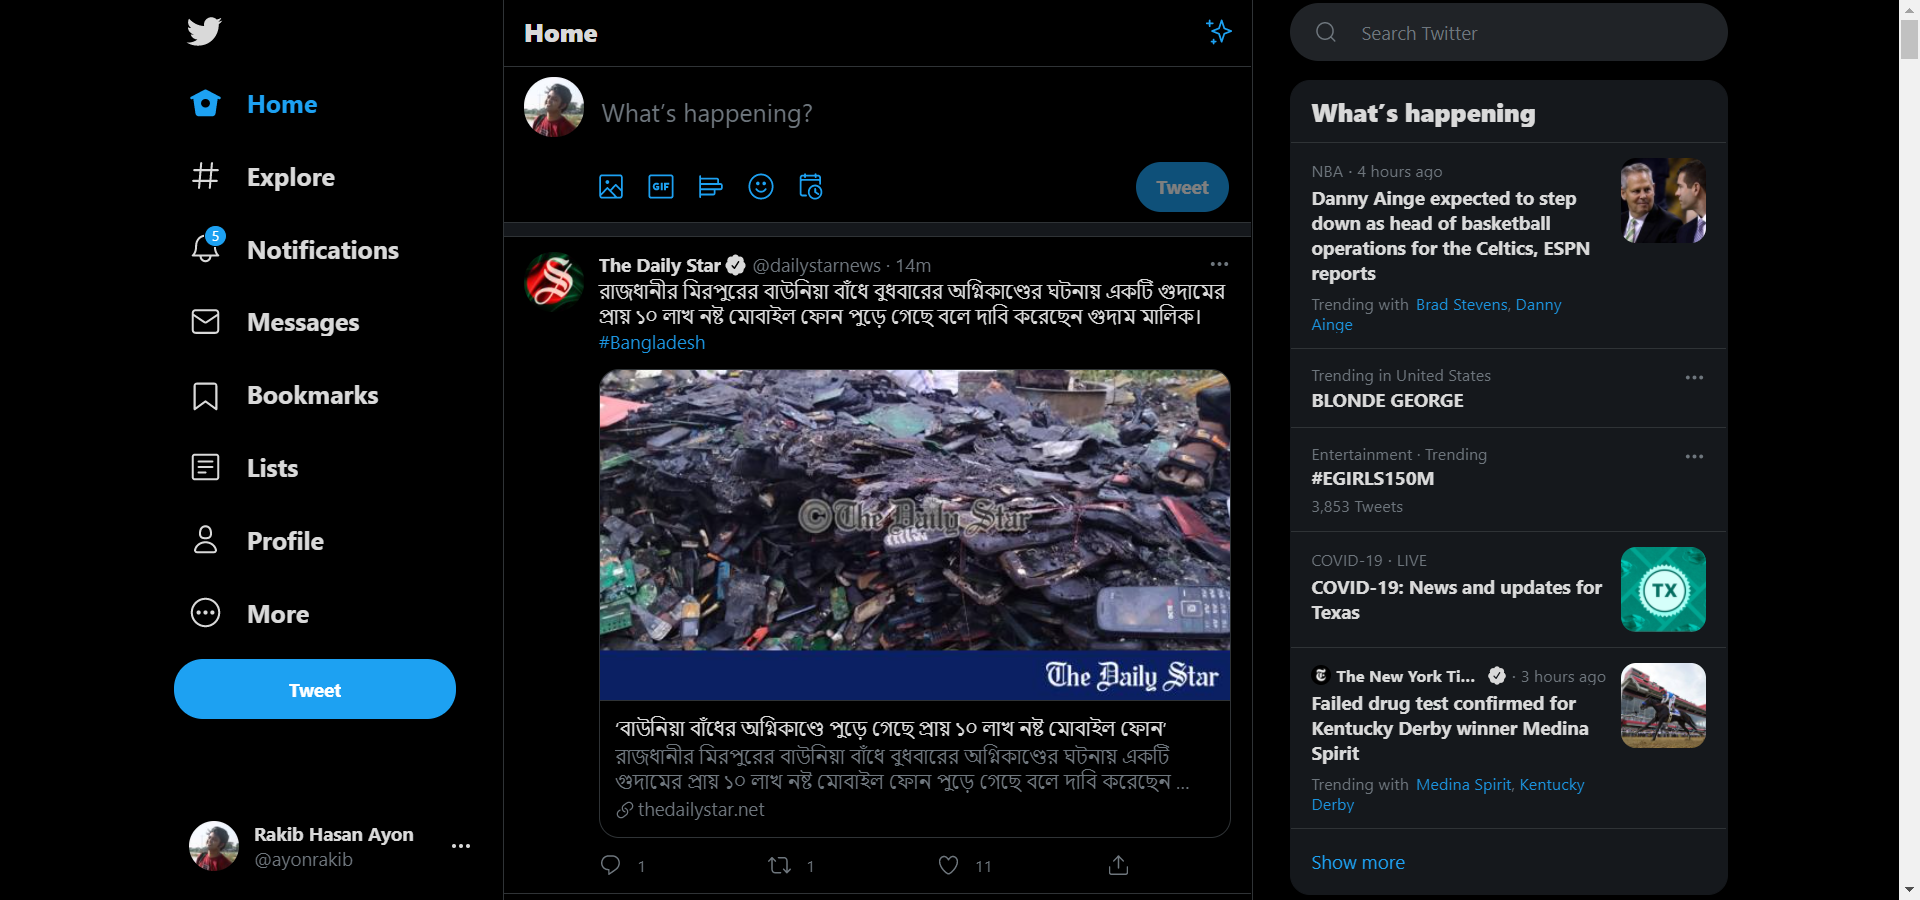 Home
Explore
5
Notifications
Messages
Bookmarks
Lists
Profile
More
Tweet
Rakib Hasan Ayon
@ayonrakib
Home
What's happening?
GIF
Tweet
The Daily Star @dailystarnews · 14m
রাজধানীর মিরপুরের বাউনিয়া বাঁধে বুধবারের অগ্নিকাণ্ডের ঘটনায় একটি গুদামের
প্রায় ১০ লাখ নষ্ট মোবাইল ফোন পুড়ে গেছে বলে দাবি করেছেন গুদাম মালিক।
#Bangladesh
©The Daily Star
The Daily Star
‘বাউনিয়া বাঁধের অগ্নিকাণ্ডে পুড়ে গেছে প্রায় ১০ লাখ নষ্ট মোবাইল ফোন’
রাজধানীর মিরপুরের বাউনিয়া বাঁধে বুধবারের অগ্নিকাণ্ডের ঘটনায় একটি
গুদামের প্রায় ১০ লাখ নষ্ট মোবাইল ফোন পুড়ে গেছে বলে দাবি করেছেন ...
thedailystar.net
1 1 11
Search Twitter
What's happening
NBA · 4 hours ago
Danny Ainge expected to step
down as head of basketball
operations for the Celtics, ESPN
reports
Trending with Brad Stevens, Danny
Ainge
Trending in United States
BLONDE GEORGE
Entertainment · Trending
#EGIRLS150M
3,853 Tweets
COVID-19 · LIVE
COVID-19: News and updates for
Texas
TX
The New York Ti... · 3 hours ago
Failed drug test confirmed for
Kentucky Derby winner Medina
Spirit
Trending with Medina Spirit, Kentucky
Derby
Show more